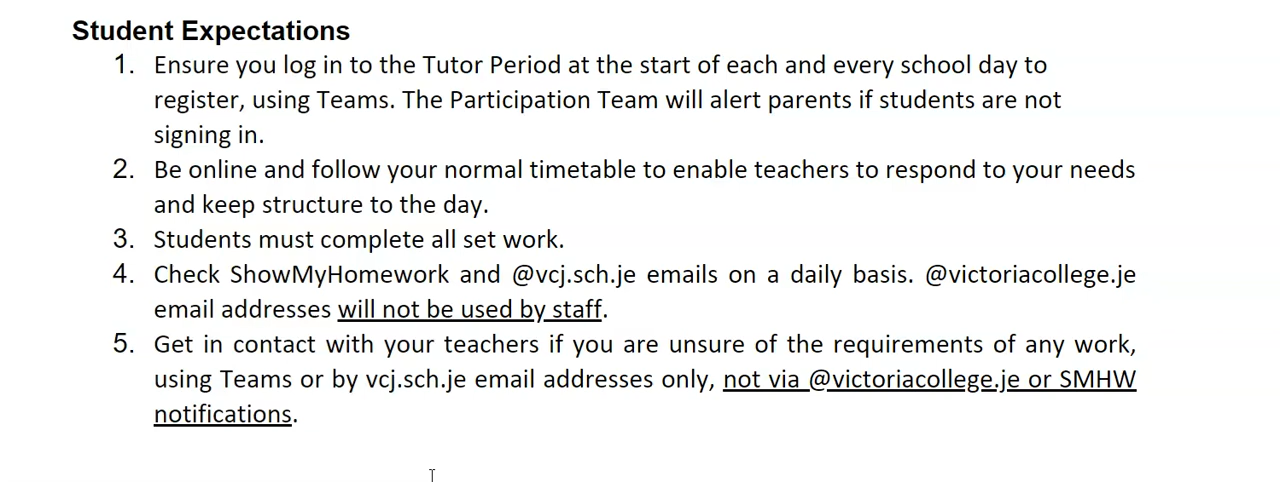 Student Expectations
1. Ensure you log in to the Tutor Period at the start of each and every school day to
register, using Teams. The Participation Team will alert parents if students are not
signing in.
2. Be online and follow your normal timetable to enable teachers to respond to your needs
and keep structure to the day.
3. Students must complete all set work.
4. Check ShowMyHomework and @vcj.sch.je emails on a daily basis. @victoriacollege.je
email addresses will not be used by staff.
5. Get in contact with your teachers if you are unsure of the requirements of any work,
using Teams or by vcj.sch.je email addresses only, not via @victoriacollege.je or SMHW
notifications.